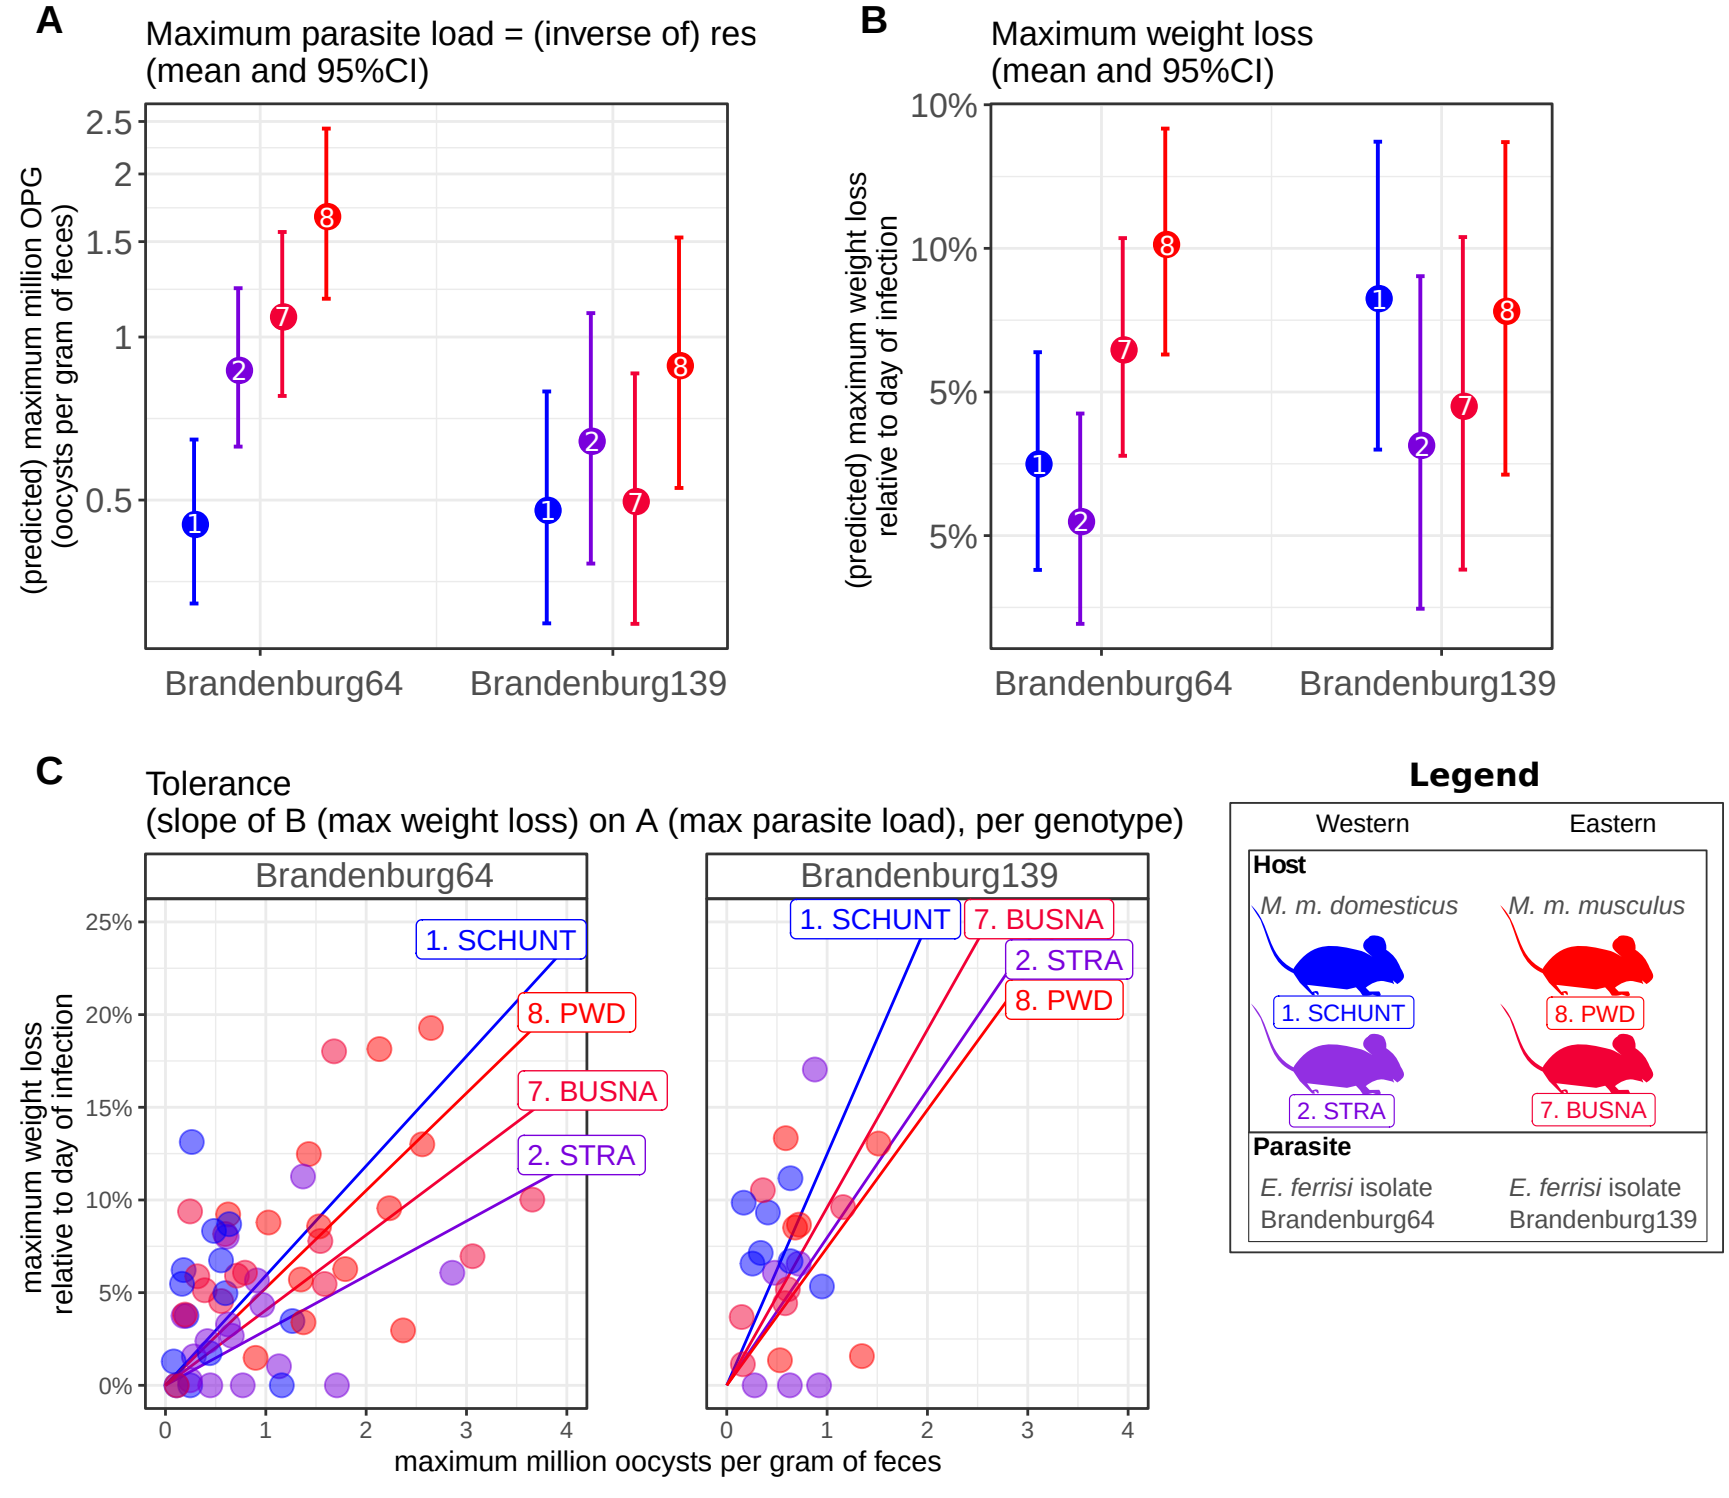 A
Maximum parasite load = (inverse of) res
(mean and 95%CI)
(predicted) maximum million OPG
(oocysts per gram of feces)
2.5
2
1.5
1
0.5
1
2
7
8
1
2
7
8
Brandenburg64
Brandenburg139
B
Maximum weight loss
(mean and 95%CI)
(predicted) maximum weight loss
relative to day of infection
10%
10%
5%
5%
1
2
7
8
1
2
7
8
Brandenburg64
Brandenburg139
C
Tolerance
(slope of B (max weight loss) on A (max parasite load), per genotype)
maximum weight loss
relative to day of infection
25%
20%
15%
10%
5%
0%
Brandenburg64
1. SCHUNT
8. PWD
7. BUSNA
2. STRA
0 1 2 3 4
Brandenburg139
1. SCHUNT
7. BUSNA
2. STRA
8. PWD
0 1 2 3 4
maximum million oocysts per gram of feces
Legend
Western Eastern
Host
M. m. domesticus M. m. musculus
1. SCHUNT 8. PWD
2. STRA 7. BUSNA
Parasite
E. ferrisi isolate E. ferrisi isolate
Brandenburg64 Brandenburg139